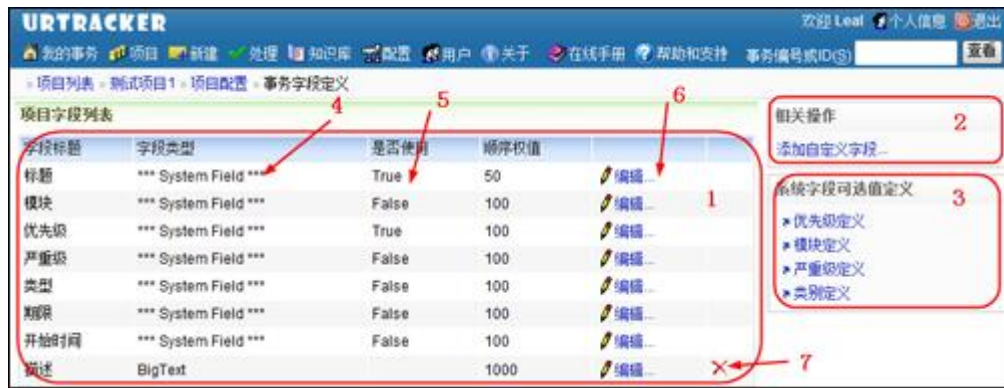 URTRACKER
欢迎 Leal 个人信息 退出
我的事务 项目 新建 处理 知识库 配置 用户 关于 在线手册 帮助和支持 事务编号或ID(S) 查看
项目列表 测试项目1 项目配置 事务字段定义
项目字段列表
字段标题 字段类型 是否使用 顺序权值
标题 *** System Field *** True 50 编辑...
模块 *** System Field *** False 100 编辑...
优先级 *** System Field *** True 100 编辑...
严重级 *** System Field *** False 100 编辑...
类型 *** System Field *** False 100 编辑...
期限 *** System Field *** False 100 编辑...
开始时间 *** System Field *** False 100 编辑...
描述 BigText 1000 编辑...
相关操作
添加自定义字段...
系统字段可选值定义
优先级定义
模块定义
严重级定义
类别定义
1
2
3
4
5
6
7